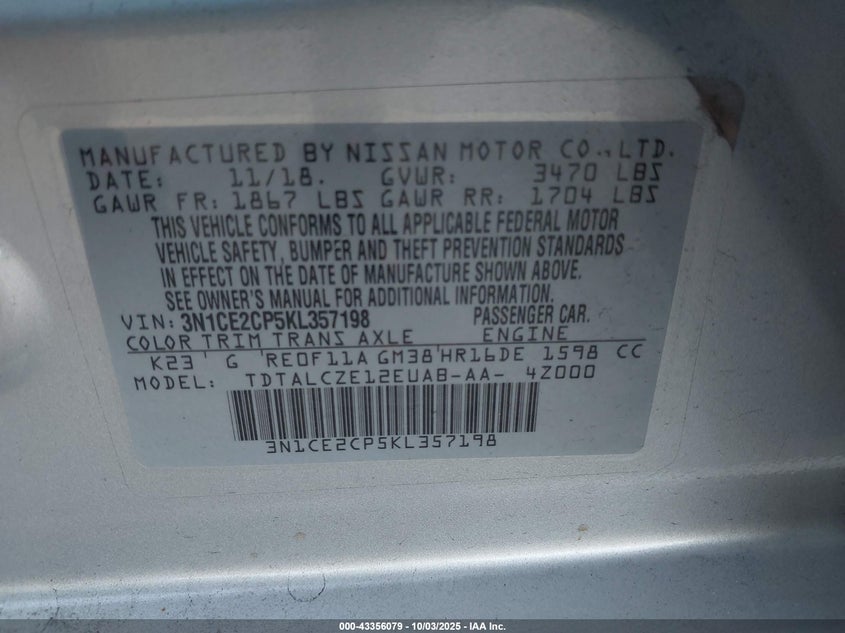 MANUFACTURED BY NISSAN MOTOR CO., LTD.
DATE: 11/18. GVWR: 3470 LBS
GAWR FR: 1867 LBS GAWR RR: 1704 LBS
THIS VEHICLE CONFORMS TO ALL APPLICABLE FEDERAL MOTOR
VEHICLE SAFETY, BUMPER AND THEFT PREVENTION STANDARDS
IN EFFECT ON THE DATE OF MANUFACTURE SHOWN ABOVE.
SEE OWNER'S MANUAL FOR ADDITIONAL INFORMATION.
VIN: 3N1CE2CP5KL357198 PASSENGER CAR.
COLOR TRIM TRANS AXLE ENGINE
K23 ' G 'RE0F11A GM38'HR16DE 1598 CC
MODEL: TDTALCZE12EUAB-AA- 4Z000
3N1CE2CP5KL357198
000-43356079 - 10/03/2025 - IAA Inc.